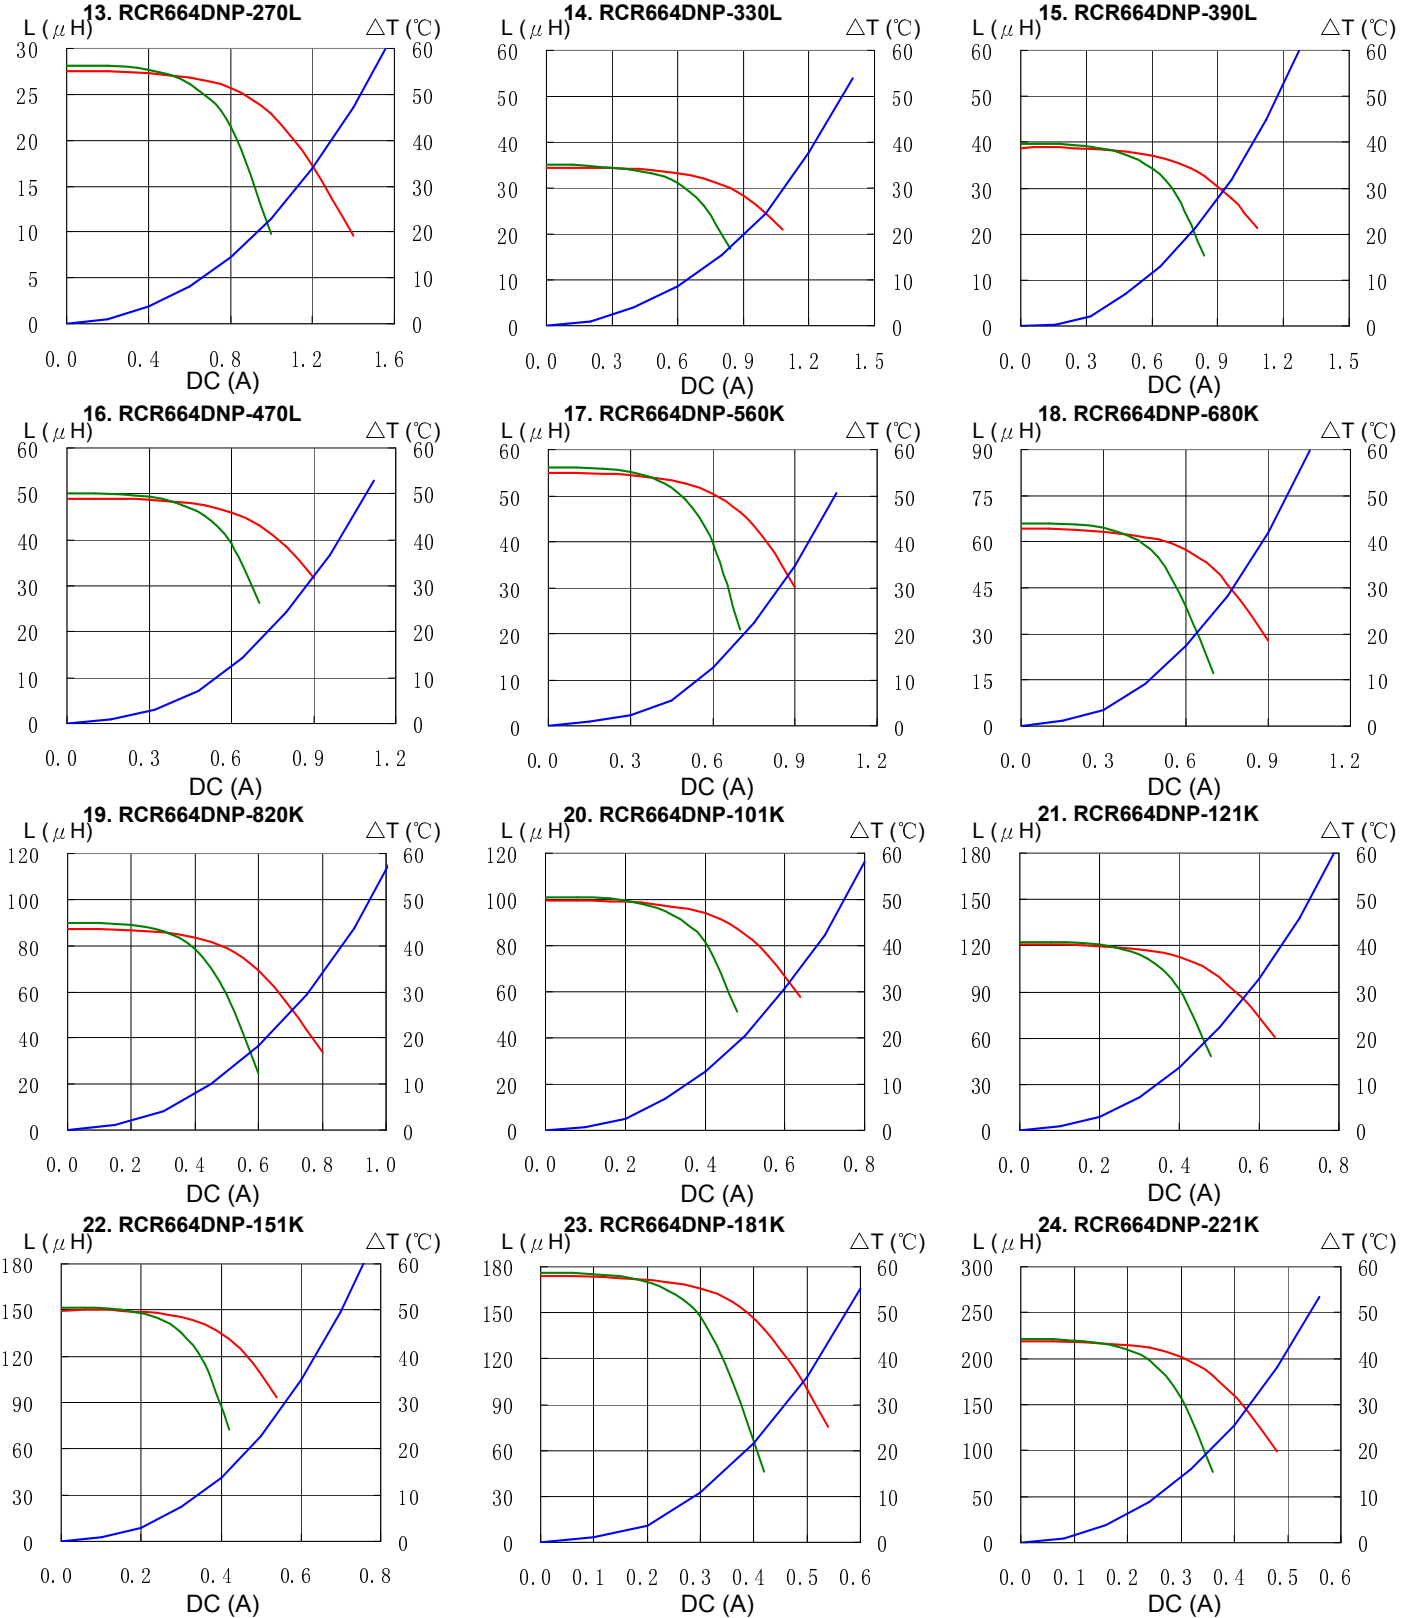 13. RCR664DNP-270L
L (μH) △T (℃)
30 60
25 50
20 40
15 30
10 20
5 10
0 0
0.0 0.4 0.8 1.2 1.6
DC (A)
14. RCR664DNP-330L
L (μH) △T (℃)
60 60
50 50
40 40
30 30
20 20
10 10
0 0
0.0 0.3 0.6 0.9 1.2 1.5
DC (A)
15. RCR664DNP-390L
L (μH) △T (℃)
60 60
50 50
40 40
30 30
20 20
10 10
0 0
0.0 0.3 0.6 0.9 1.2 1.5
DC (A)
16. RCR664DNP-470L
L (μH) △T (℃)
60 60
50 50
40 40
30 30
20 20
10 10
0 0
0.0 0.3 0.6 0.9 1.2
DC (A)
17. RCR664DNP-560K
L (μH) △T (℃)
60 60
50 50
40 40
30 30
20 20
10 10
0 0
0.0 0.3 0.6 0.9 1.2
DC (A)
18. RCR664DNP-680K
L (μH) △T (℃)
90 60
75 50
60 40
45 30
30 20
15 10
0 0
0.0 0.3 0.6 0.9 1.2
DC (A)
19. RCR664DNP-820K
L (μH) △T (℃)
120 60
100 50
80 40
60 30
40 20
20 10
0 0
0.0 0.2 0.4 0.6 0.8 1.0
DC (A)
20. RCR664DNP-101K
L (μH) △T (℃)
120 60
100 50
80 40
60 30
40 20
20 10
0 0
0.0 0.2 0.4 0.6 0.8
DC (A)
21. RCR664DNP-121K
L (μH) △T (℃)
180 60
150 50
120 40
90 30
60 20
30 10
0 0
0.0 0.2 0.4 0.6 0.8
DC (A)
22. RCR664DNP-151K
L (μH) △T (℃)
180 60
150 50
120 40
90 30
60 20
30 10
0 0
0.0 0.2 0.4 0.6 0.8
DC (A)
23. RCR664DNP-181K
L (μH) △T (℃)
180 60
150 50
120 40
90 30
60 20
30 10
0 0
0.0 0.1 0.2 0.3 0.4 0.5 0.6
DC (A)
24. RCR664DNP-221K
L (μH) △T (℃)
300 60
250 50
200 40
150 30
100 20
50 10
0 0
0.0 0.1 0.2 0.3 0.4 0.5 0.6
DC (A)